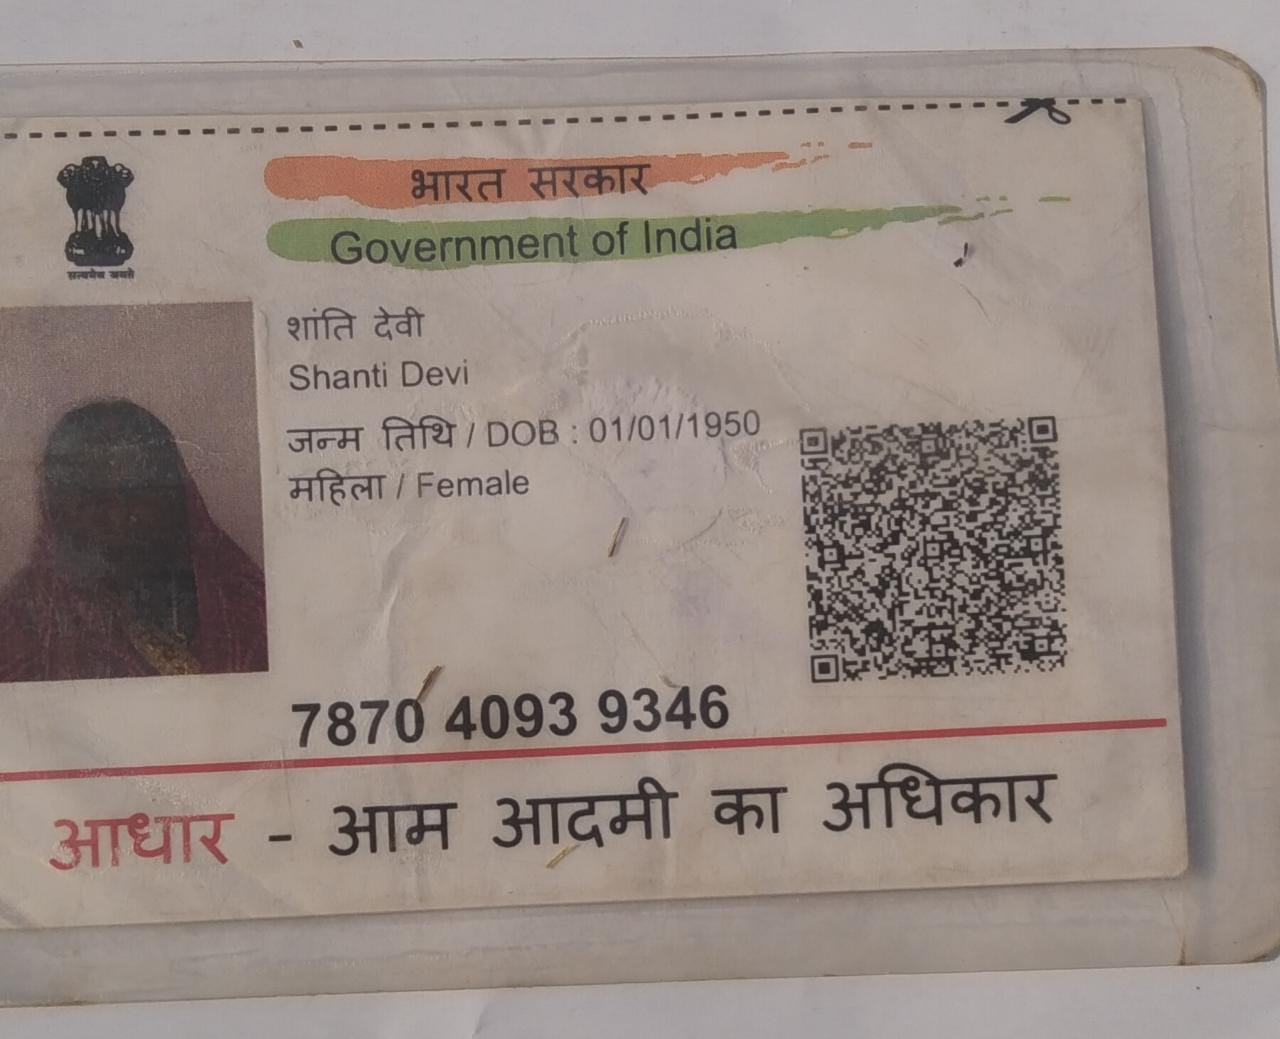 भारत सरकार
Government of India
सत्यमेव जयते
शांति देवी
Shanti Devi
जन्म तिथि / DOB : 01/01/1950
महिला / Female
7870 4093 9346
आधार - आम आदमी का अधिकार